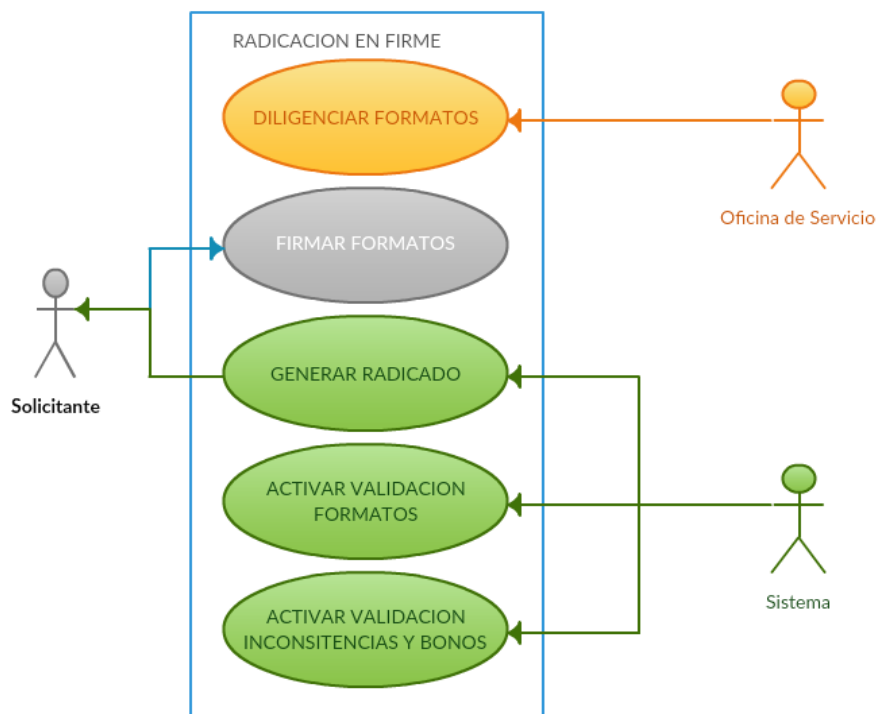 RADICACION EN FIRME
DILIGENCIAR FORMATOS
Oficina de Servicio
FIRMAR FORMATOS
Solicitante
GENERAR RADICADO
ACTIVAR VALIDACION
FORMATOS
Sistema
ACTIVAR VALIDACION
INCONSITENCIAS Y BONOS